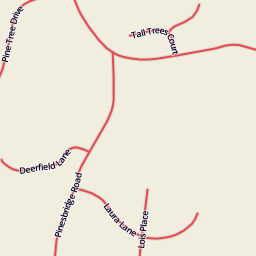 Pine Tree Drive
Tall Trees
Court
Deerfield Lane
Pinesbridge Road
Laura Lane
Lois Place